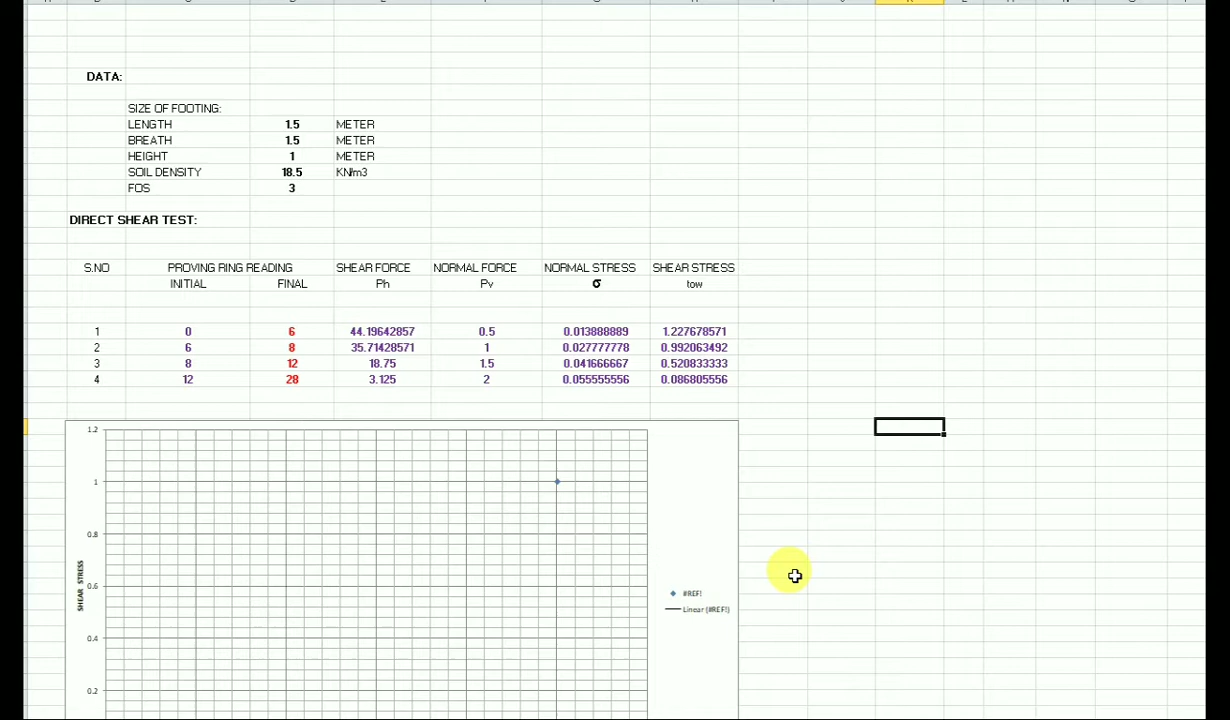 DATA:
SIZE OF FOOTING:
LENGTH 1.5 METER
BREATH 1.5 METER
HEIGHT 1 METER
SOIL DENSITY 18.5 KN/m3
FOS 3
DIRECT SHEAR TEST:
S.NO PROVING RING READING SHEAR FORCE NORMAL FORCE NORMAL STRESS SHEAR STRESS
INITIAL FINAL Ph Pv σ tow
1 0 6 44.19642857 0.5 0.013888889 1.227678571
2 6 8 35.71428571 1 0.027777778 0.992063492
3 8 12 18.75 1.5 0.041666667 0.520833333
4 12 28 3.125 2 0.055555556 0.086805556
1.2
1
0.8
0.6
0.4
0.2
SHEAR STRESS
#REF!
Linear (#REF!)